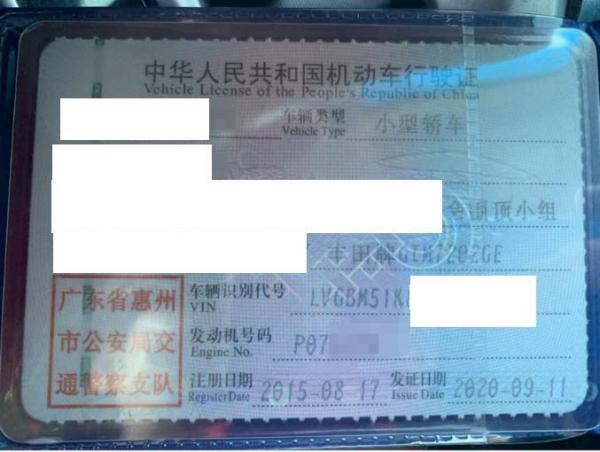 中华人民共和国机动车行驶证
Vehicle License of the People's Republic of China
车辆类型 小型轿车
Vehicle Type
顶小组
丰田牌GTM7202GE
广东省惠州
市公安局交
通警察支队
车辆识别代号 LVGBM51K
VIN
发动机号码 P07
Engine No.
注册日期 2015-08-17 发证日期 2020-09-11
Register Date Issue Date